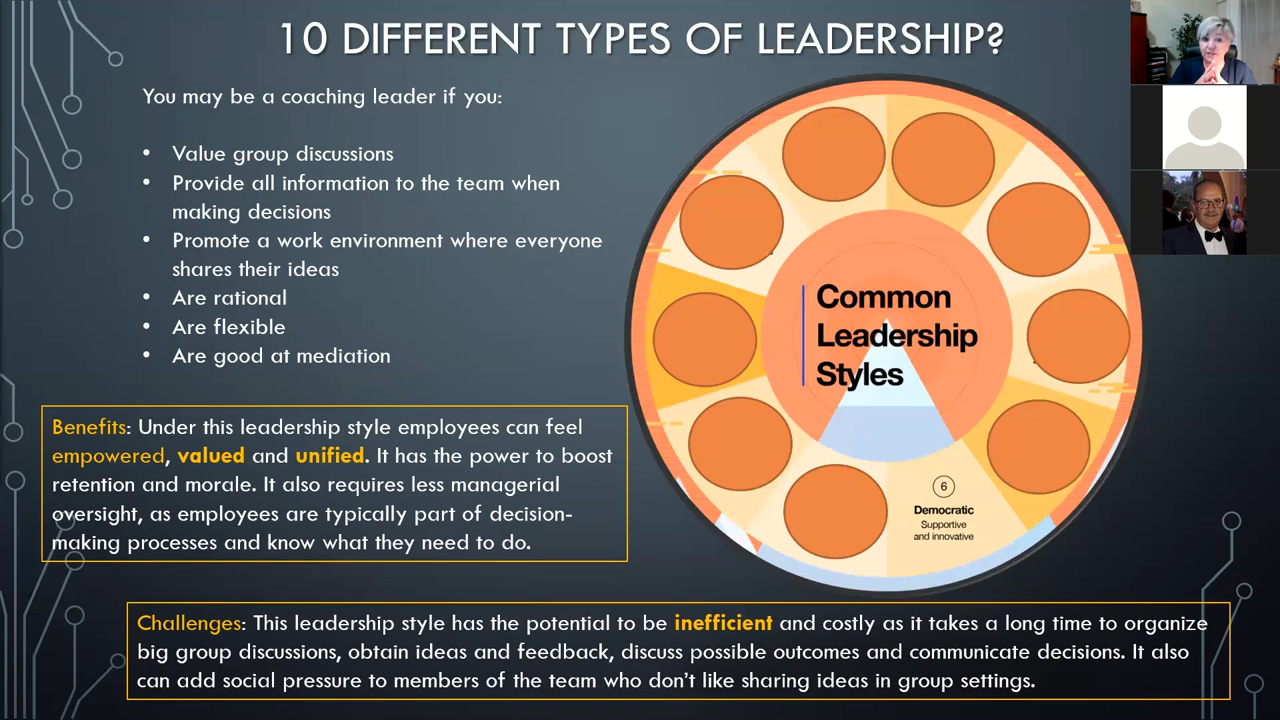 10 DIFFERENT TYPES OF LEADERSHIP?
You may be a coaching leader if you:
• Value group discussions
• Provide all information to the team when
making decisions
• Promote a work environment where everyone
shares their ideas
• Are rational
• Are flexible
• Are good at mediation
Benefits: Under this leadership style employees can feel
empowered, valued and unified. It has the power to boost
retention and morale. It also requires less managerial
oversight, as employees are typically part of decision-
making processes and know what they need to do.
Common
Leadership
Styles
6
Democratic
Supportive
and innovative
Challenges: This leadership style has the potential to be inefficient and costly as it takes a long time to organize
big group discussions, obtain ideas and feedback, discuss possible outcomes and communicate decisions. It also
can add social pressure to members of the team who don't like sharing ideas in group settings.